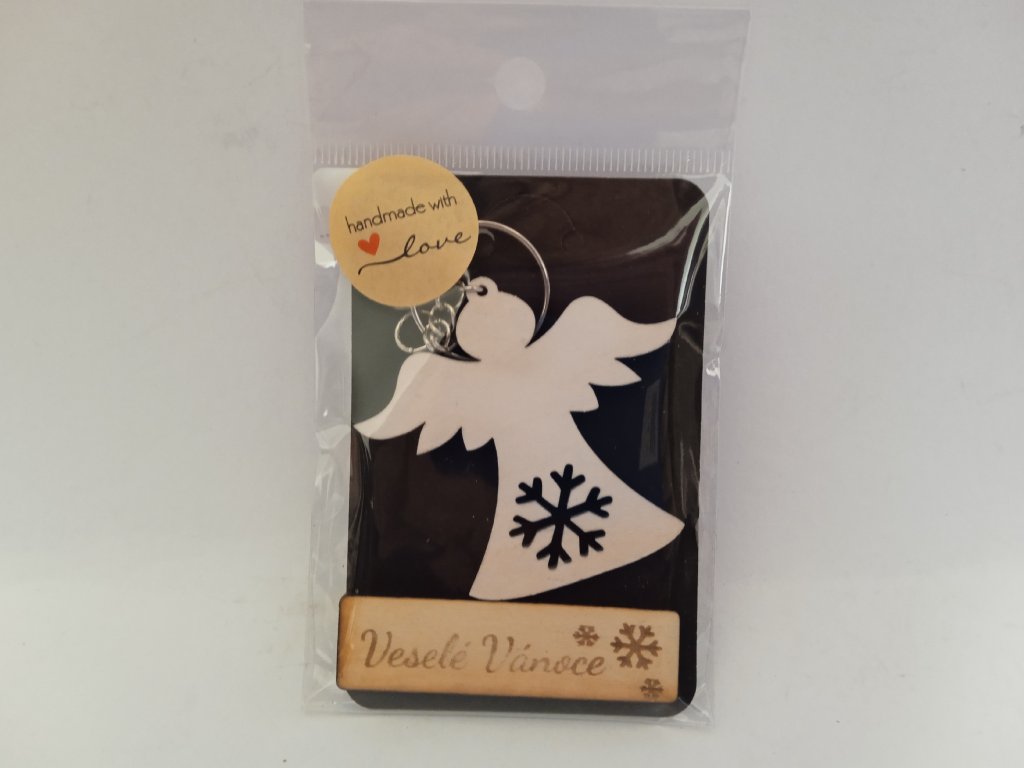 handmade with
love
Veselé Vánoce